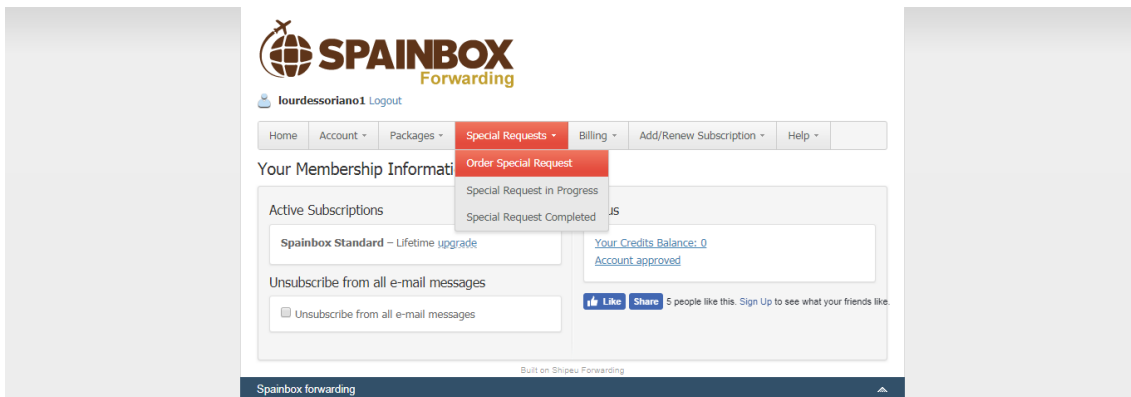 SPAINBOX
Forwarding
lourdessoriano1 Logout
Home Account Packages Special Requests Billing Add/Renew Subscription Help
Order Special Request
Special Request in Progress
Special Request Completed
Your Membership Informati
Active Subscriptions
Spainbox Standard – Lifetime upgrade
Unsubscribe from all e-mail messages
Unsubscribe from all e-mail messages
us
Your Credits Balance: 0
Account approved
Like Share 5 people like this. Sign Up to see what your friends like.
Built on Shipeu Forwarding
Spainbox forwarding